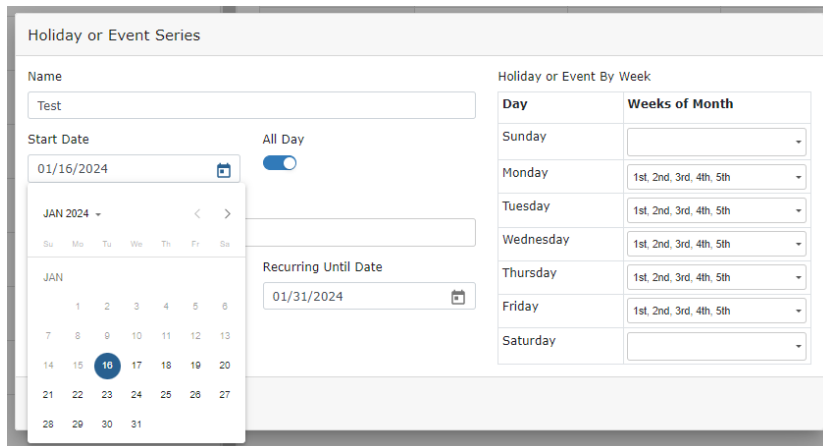 Holiday or Event Series
Name
Test
Start Date
All Day
01/16/2024
JAN 2024
Su Mo Tu We Th Fr Sa
JAN
1 2 3 4 5 6
7 8 9 10 11 12 13
14 15 16 17 18 19 20
21 22 23 24 25 26 27
28 29 30 31
Recurring Until Date
01/31/2024
Holiday or Event By Week
Day Weeks of Month
Sunday
Monday 1st, 2nd, 3rd, 4th, 5th
Tuesday 1st, 2nd, 3rd, 4th, 5th
Wednesday 1st, 2nd, 3rd, 4th, 5th
Thursday 1st, 2nd, 3rd, 4th, 5th
Friday 1st, 2nd, 3rd, 4th, 5th
Saturday